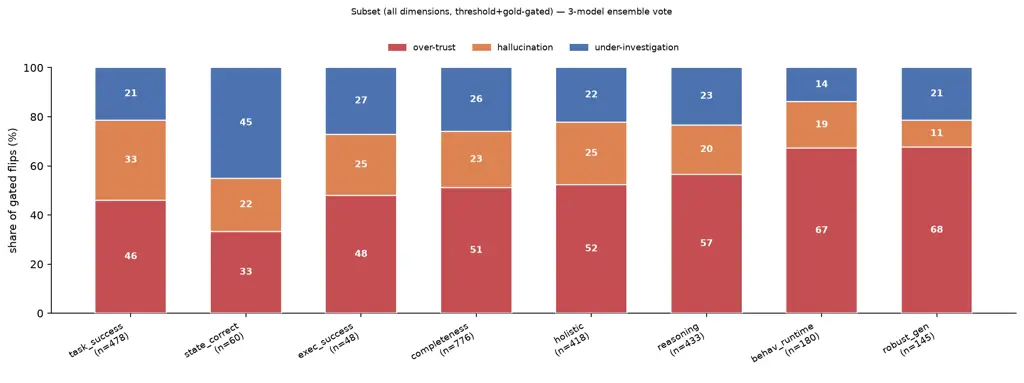 Subset (all dimensions, threshold+gold-gated) — 3-model ensemble vote
over-trust hallucination under-investigation
share of gated flips (%)
100
80
60
40
20
0
21 45 27 26 22 23 14 21
33 22 25 23 25 20 19 11
46 33 48 51 52 57 67 68
task_success
(n=478)
state_correct
(n=60)
exec_success
(n=48)
completeness
(n=776)
holistic
(n=418)
reasoning
(n=433)
behav_runtime
(n=180)
robust_gen
(n=145)